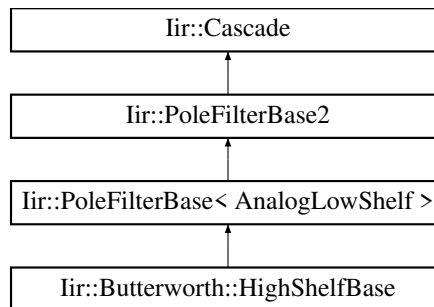 Iir::Cascade
Iir::PoleFilterBase2
Iir::PoleFilterBase< AnalogLowShelf >
Iir::Butterworth::HighShelfBase